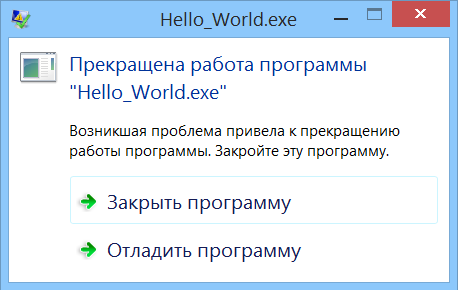 Hello_World.exe
Прекращена работа программы
"Hello_World.exe"
Возникшая проблема привела к прекращению
работы программы. Закройте эту программу.
Закрыть программу
Отладить программу